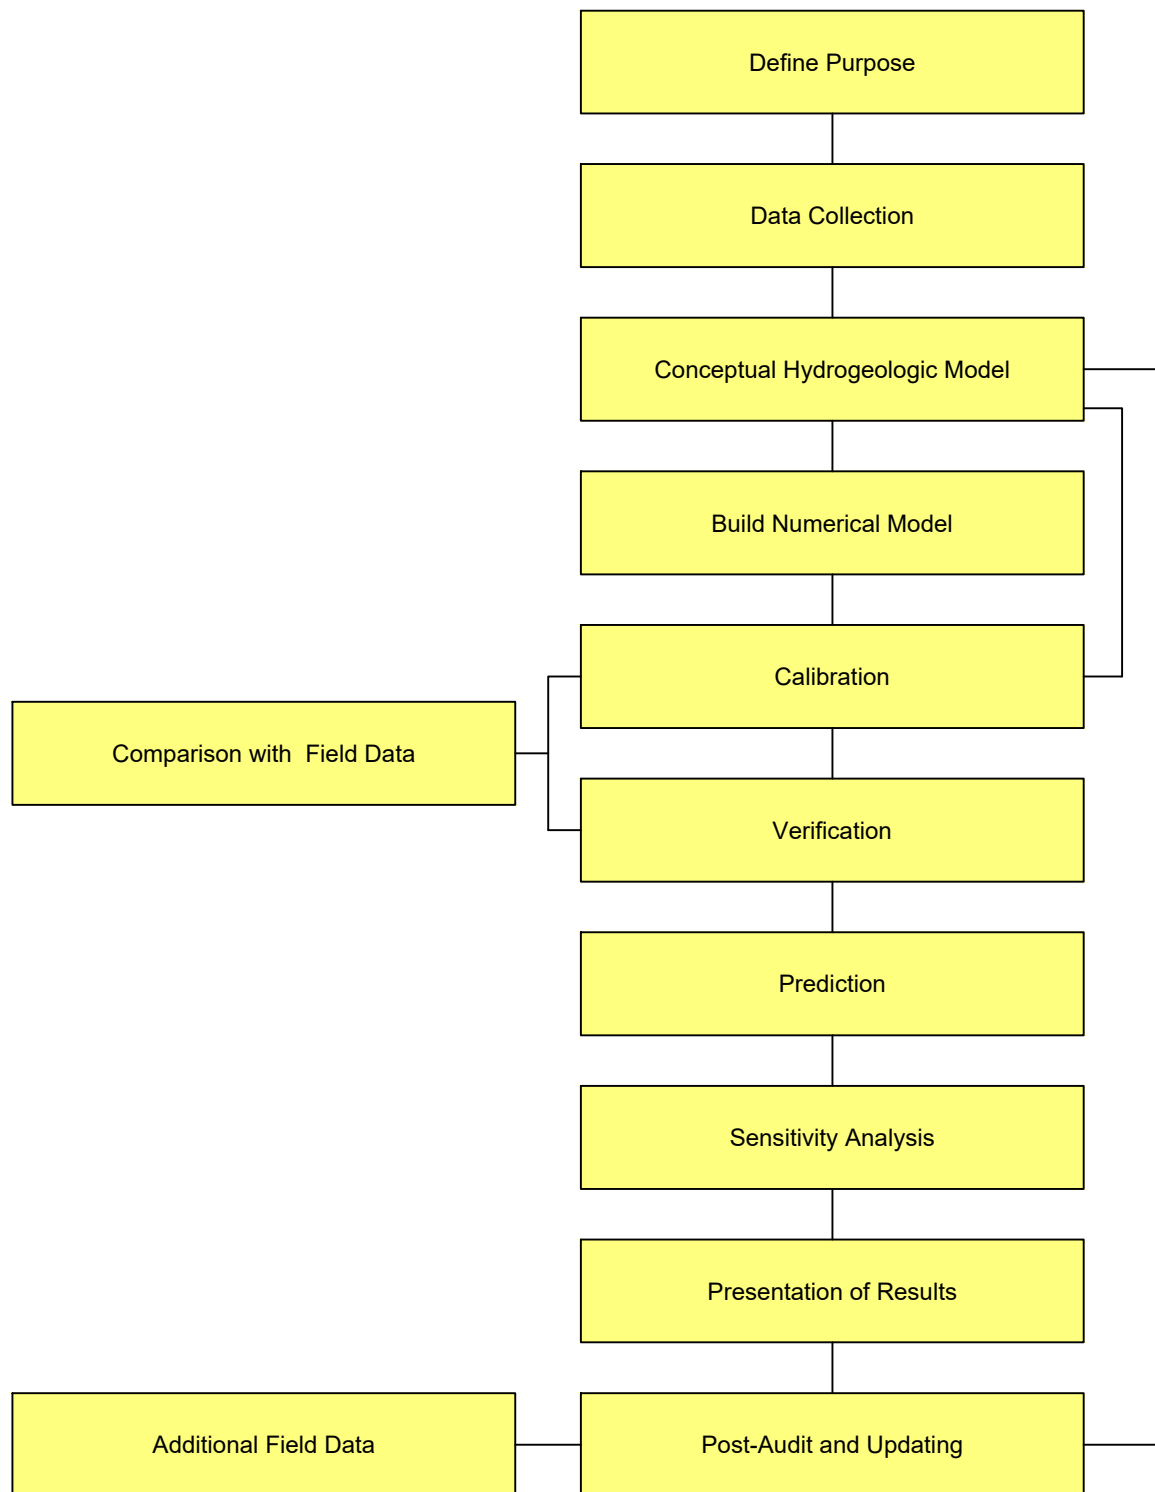 Define Purpose
Data Collection
Conceptual Hydrogeologic Model
Build Numerical Model
Calibration
Comparison with  Field Data
Verification
Prediction
Sensitivity Analysis
Presentation of Results
Additional Field Data
Post-Audit and Updating